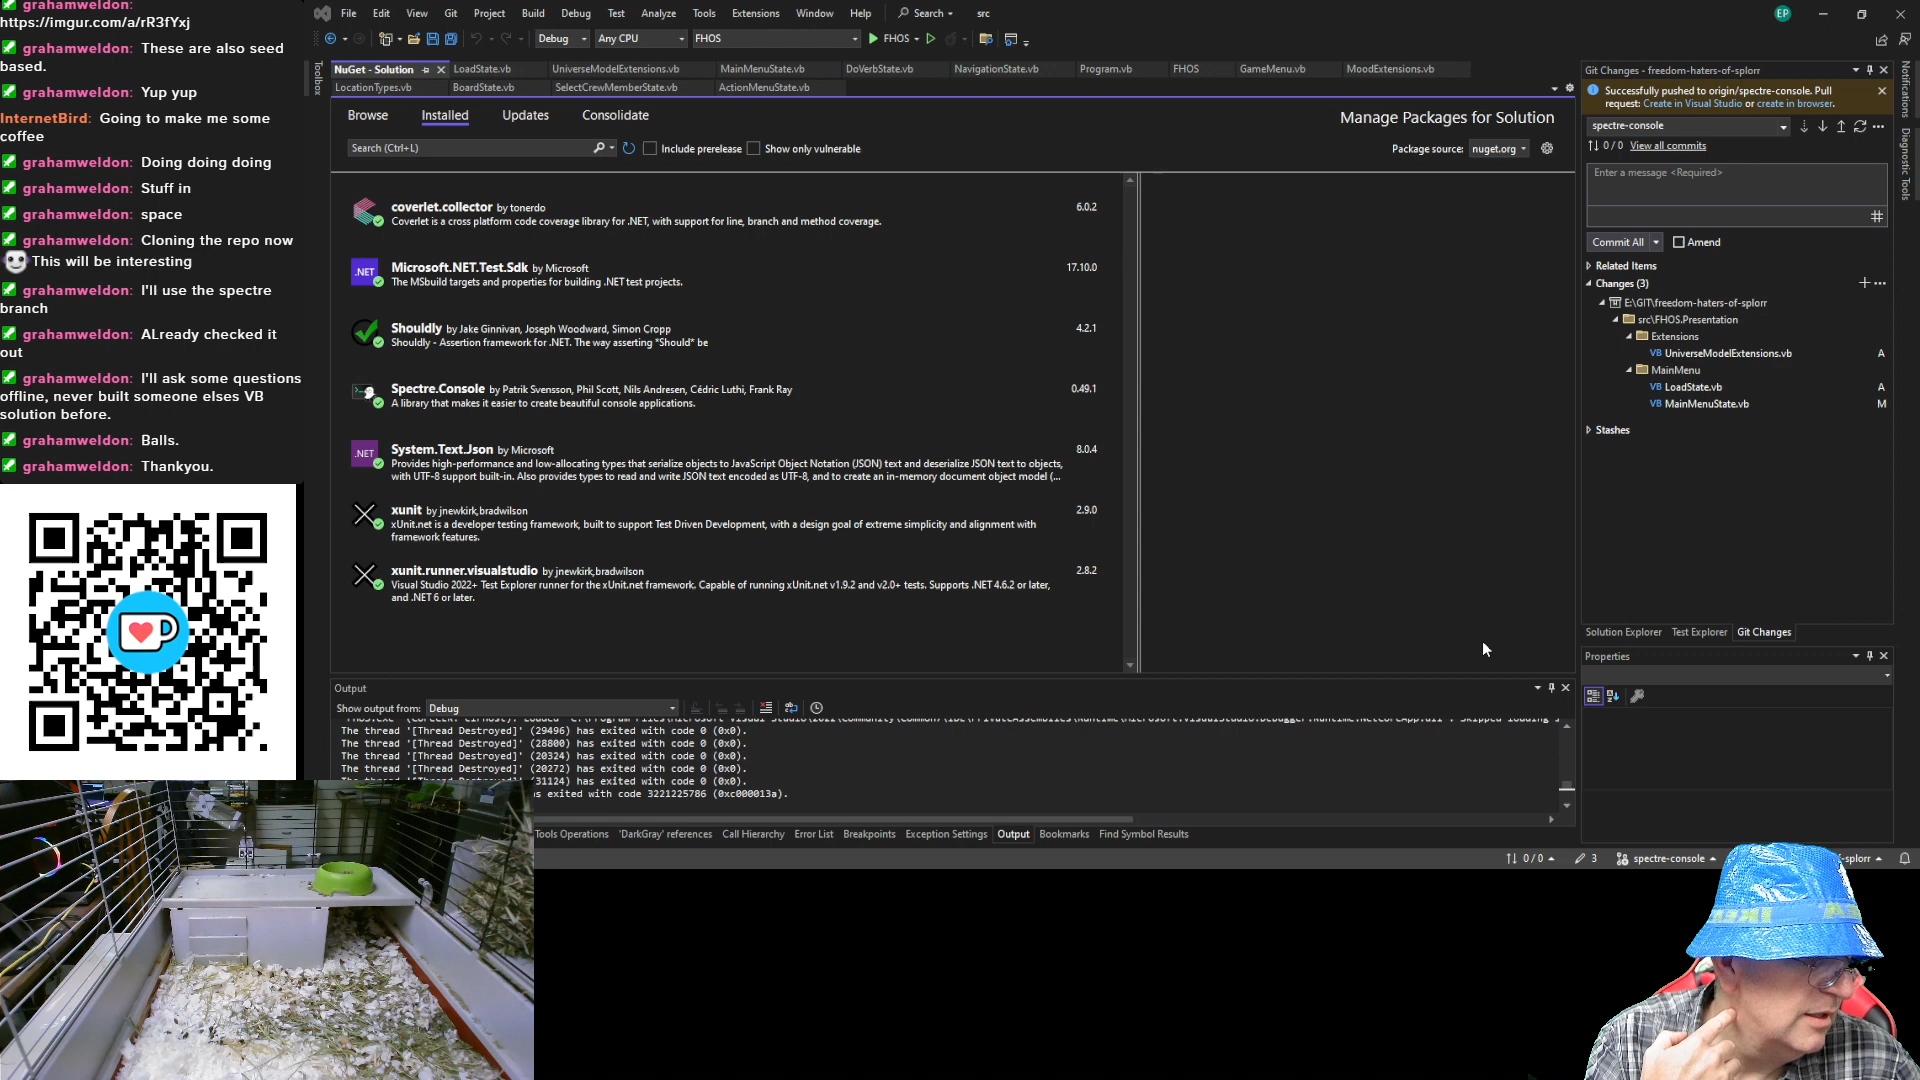 grahamweldon:
https://imgur.com/a/rR3fYxj
grahamweldon: These are also seed
based.
grahamweldon: Yup yup
InternetBird: Going to make me some
coffee
grahamweldon: Doing doing doing
grahamweldon: Stuff in
grahamweldon: space
grahamweldon: Cloning the repo now
This will be interesting
grahamweldon: I'll use the spectre
branch
grahamweldon: ALready checked it
out
grahamweldon: I'll ask some questions
offline, never built someone elses VB
solution before.
grahamweldon: Balls.
grahamweldon: Thankyou.
File Edit View Git Project Build Debug Test Analyze Tools Extensions Window Help Search src
EP
Debug Any CPU FHOS FHOS
Toolbox
NuGet - Solution LoadState.vb UniverseModelExtensions.vb MainMenuState.vb DoVerbState.vb NavigationState.vb Program.vb FHOS GameMenu.vb MoodExtensions.vb
LocationTypes.vb BoardState.vb SelectCrewMemberState.vb ActionMenuState.vb
Browse Installed Updates Consolidate
Manage Packages for Solution
Search (Ctrl+L) Include prerelease Show only vulnerable
Package source: nuget.org
coverlet.collector by tonerdo 6.0.2
Coverlet is a cross platform code coverage library for .NET, with support for line, branch and method coverage.
.NET
Microsoft.NET.Test.Sdk by Microsoft 17.10.0
The MSbuild targets and properties for building .NET test projects.
Shouldly by Jake Ginnivan, Joseph Woodward, Simon Cropp 4.2.1
Shouldly - Assertion framework for .NET. The way asserting *Should* be
Spectre.Console by Patrik Svensson, Phil Scott, Nils Andresen, Cédric Luthi, Frank Ray 0.49.1
A library that makes it easier to create beautiful console applications.
.NET
System.Text.Json by Microsoft 8.0.4
Provides high-performance and low-allocating types that serialize objects to JavaScript Object Notation (JSON) text and deserialize JSON text to objects,
with UTF-8 support built-in. Also provides types to read and write JSON text encoded as UTF-8, and to create an in-memory document object model (...
xunit by jnewkirk,bradwilson 2.9.0
xUnit.net is a developer testing framework, built to support Test Driven Development, with a design goal of extreme simplicity and alignment with
framework features.
xunit.runner.visualstudio by jnewkirk,bradwilson 2.8.2
Visual Studio 2022+ Test Explorer runner for the xUnit.net framework. Capable of running xUnit.net v1.9.2 and v2.0+ tests. Supports .NET 4.6.2 or later,
and .NET 6 or later.
Git Changes - freedom-haters-of-splorr
Successfully pushed to origin/spectre-console. Pull
request: Create in Visual Studio or create in browser.
spectre-console
0 / 0 View all commits
Enter a message <Required>
Commit All Amend
Related Items
Changes (3)
E:\GIT\freedom-haters-of-splorr
src\FHOS.Presentation
Extensions
VB UniverseModelExtensions.vb A
MainMenu
VB LoadState.vb A
VB MainMenuState.vb M
Stashes
Solution Explorer Test Explorer Git Changes
Properties
Notifications
Diagnostic Tools
Output
Show output from: Debug
The thread '[Thread Destroyed]' (29496) has exited with code 0 (0x0).
The thread '[Thread Destroyed]' (28800) has exited with code 0 (0x0).
The thread '[Thread Destroyed]' (20324) has exited with code 0 (0x0).
The thread '[Thread Destroyed]' (20272) has exited with code 0 (0x0).
The thread '[Thread Destroyed]' (31124) has exited with code 0 (0x0).
s exited with code 3221225786 (0xc000013a).
Tools Operations 'DarkGray' references Call Hierarchy Error List Breakpoints Exception Settings Output Bookmarks Find Symbol Results
0 / 0 3 spectre-console -splorr